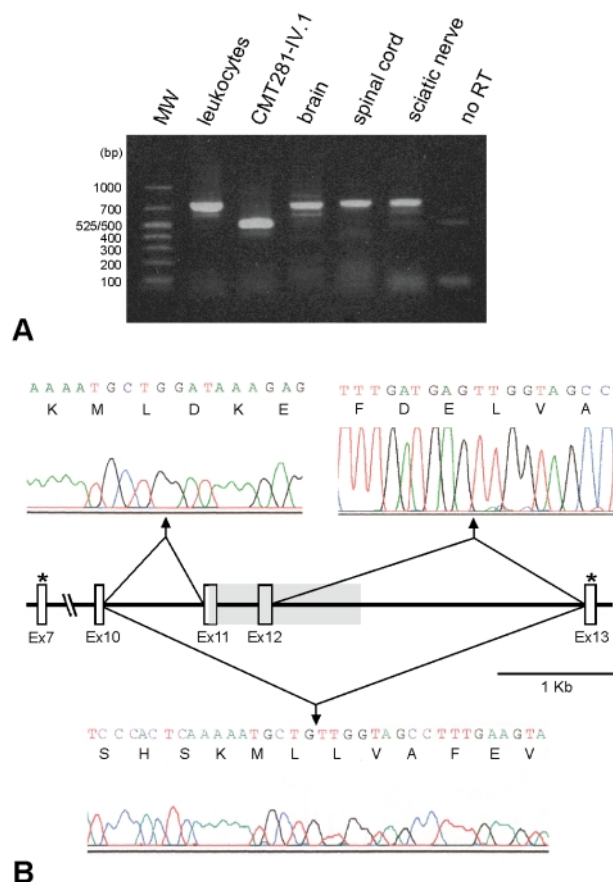 MW leukocytes CMT281-IV.1 brain spinal cord sciatic nerve no RT
(bp)
1000
700
525/500
400
300
200
100
A
A A A A T G C T G G A T A A A G A G
K M L D K E
T T T G A T G A G T T G G T A G C C
F D E L V A
* *
Ex7 Ex10 Ex11 Ex12 Ex13
1 Kb
T C C C A C T C A A A A A T G C T G T T G G T A G C C T T T G A A G T A
S H S K M L L V A F E V
B